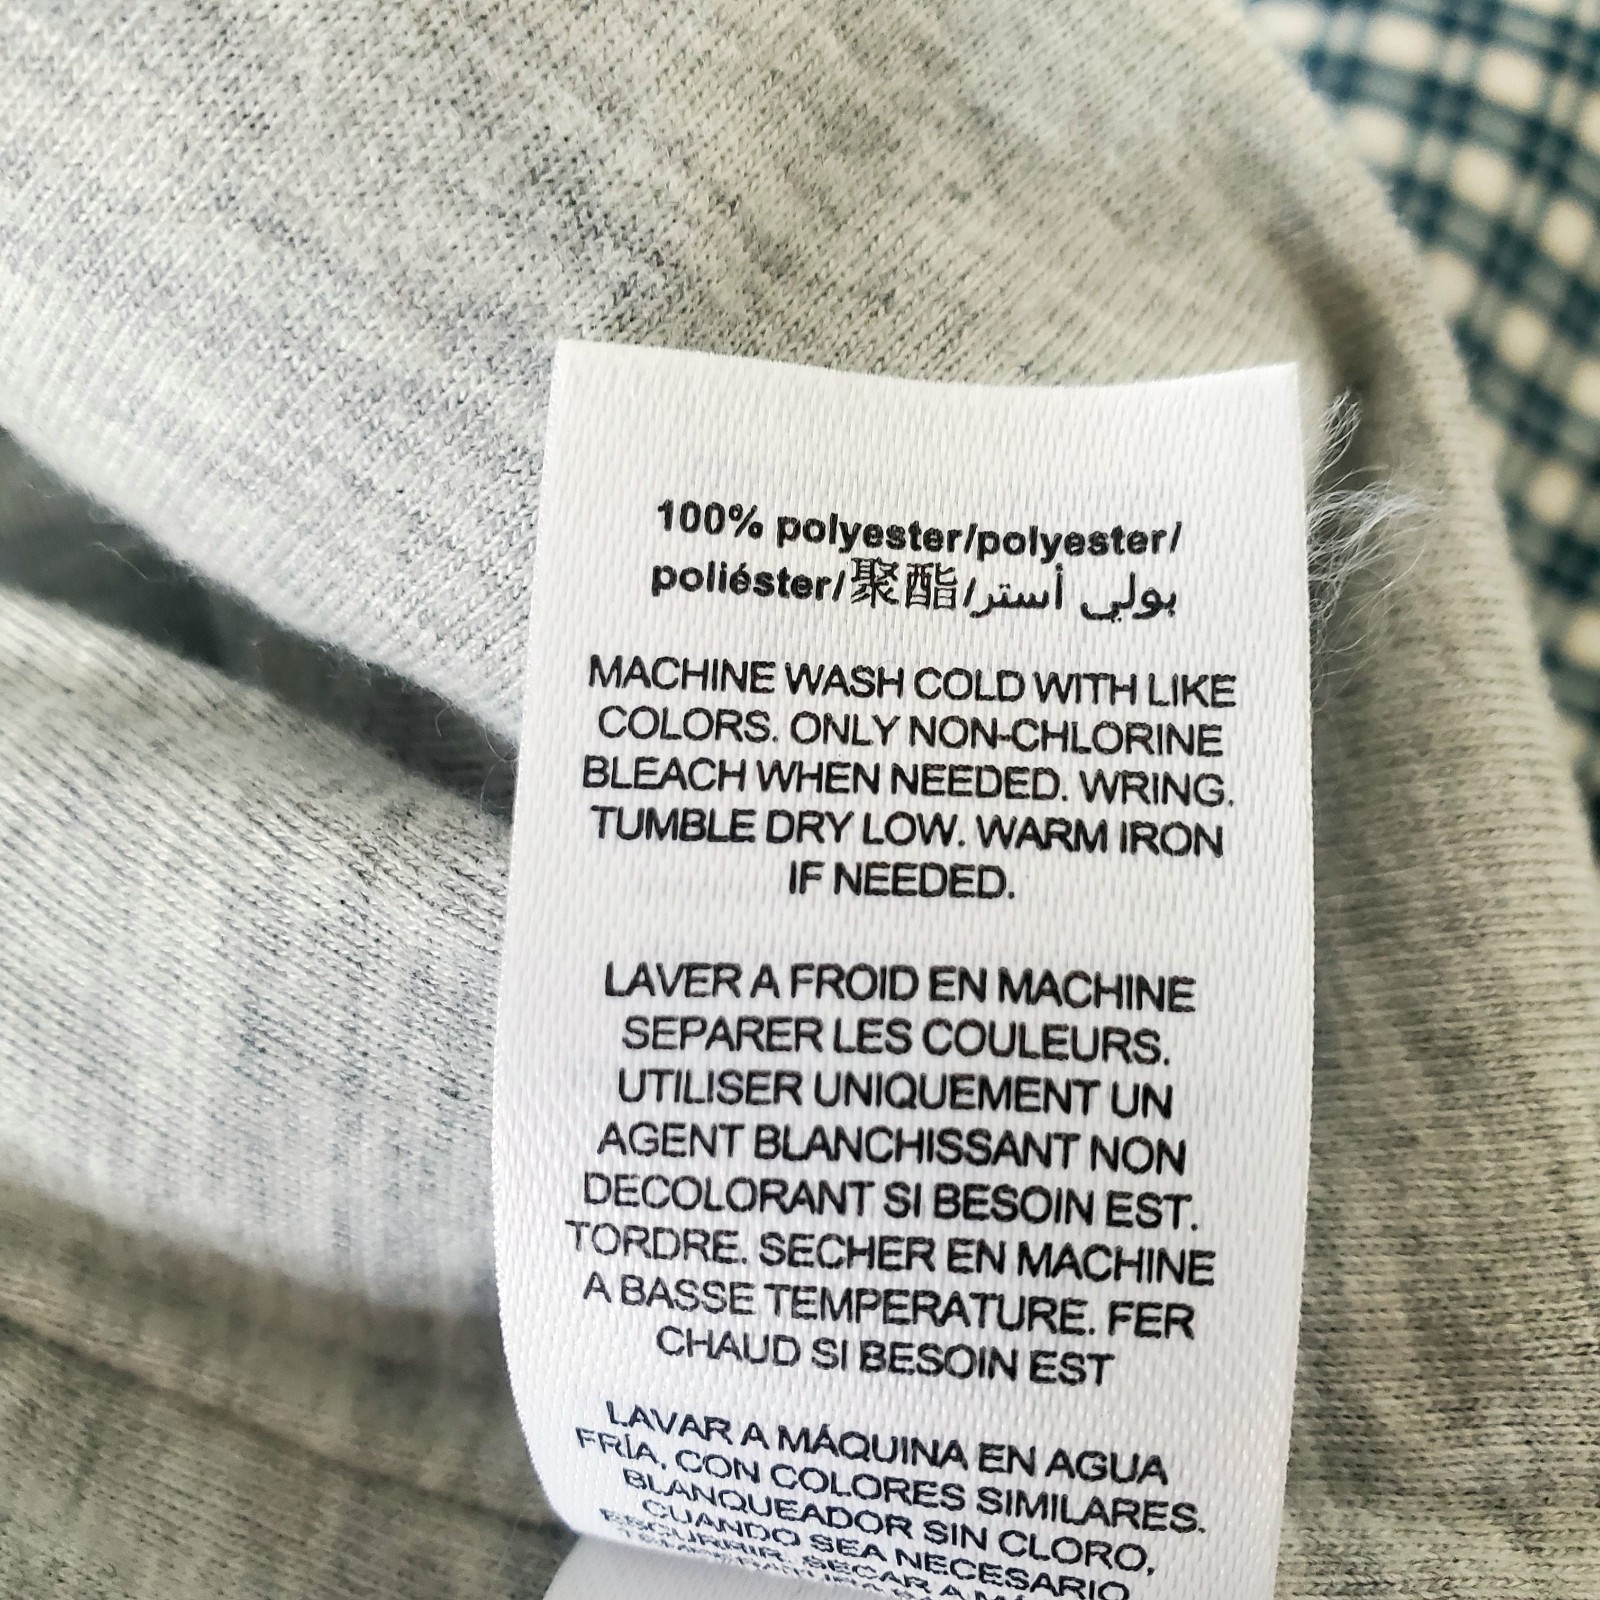 100% polyester/polyester/
poliéster/聚酯/بولي أستر
MACHINE WASH COLD WITH LIKE
COLORS. ONLY NON-CHLORINE
BLEACH WHEN NEEDED. WRING.
TUMBLE DRY LOW. WARM IRON
IF NEEDED.
LAVER A FROID EN MACHINE
SEPARER LES COULEURS.
UTILISER UNIQUEMENT UN
AGENT BLANCHISSANT NON
DECOLORANT SI BESOIN EST.
TORDRE. SECHER EN MACHINE
A BASSE TEMPERATURE. FER
CHAUD SI BESOIN EST
LAVAR A MÁQUINA EN AGUA
FRÍA, CON COLORES SIMILARES.
BLANQUEADOR SIN CLORO,
CUANDO SEA NECESARIO
ESCURRIR. SECAR A